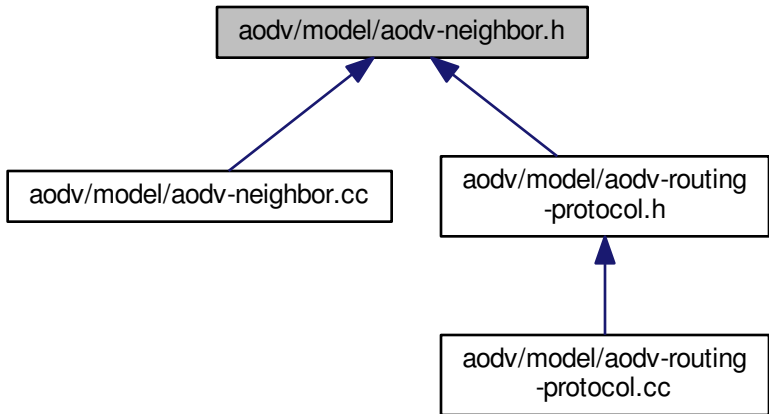 aodv/model/aodv-neighbor.h
aodv/model/aodv-neighbor.cc
aodv/model/aodv-routing
-protocol.h
aodv/model/aodv-routing
-protocol.cc